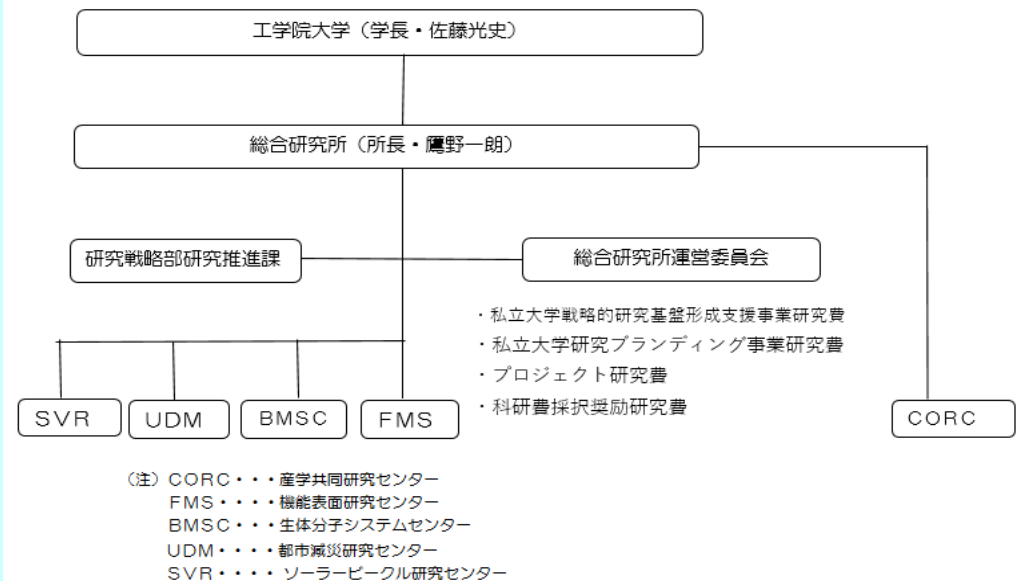 工学院大学（学長・佐藤光史）
総合研究所（所長・鷹野一朗）
研究戦略部研究推進課
総合研究所運営委員会
・私立大学戦略的研究基盤形成支援事業研究費
・私立大学研究ブランディング事業研究費
・プロジェクト研究費
・科研費採択奨励研究費
ＳＶＲ
ＵＤＭ
ＢＭＳＣ
ＦＭＳ
ＣＯＲＣ
（注）ＣＯＲＣ・・・産学共同研究センター
ＦＭＳ・・・・機能表面研究センター
ＢＭＳＣ・・・生体分子システムセンター
ＵＤＭ・・・・都市減災研究センター
ＳＶＲ・・・・ ソーラービークル研究センター